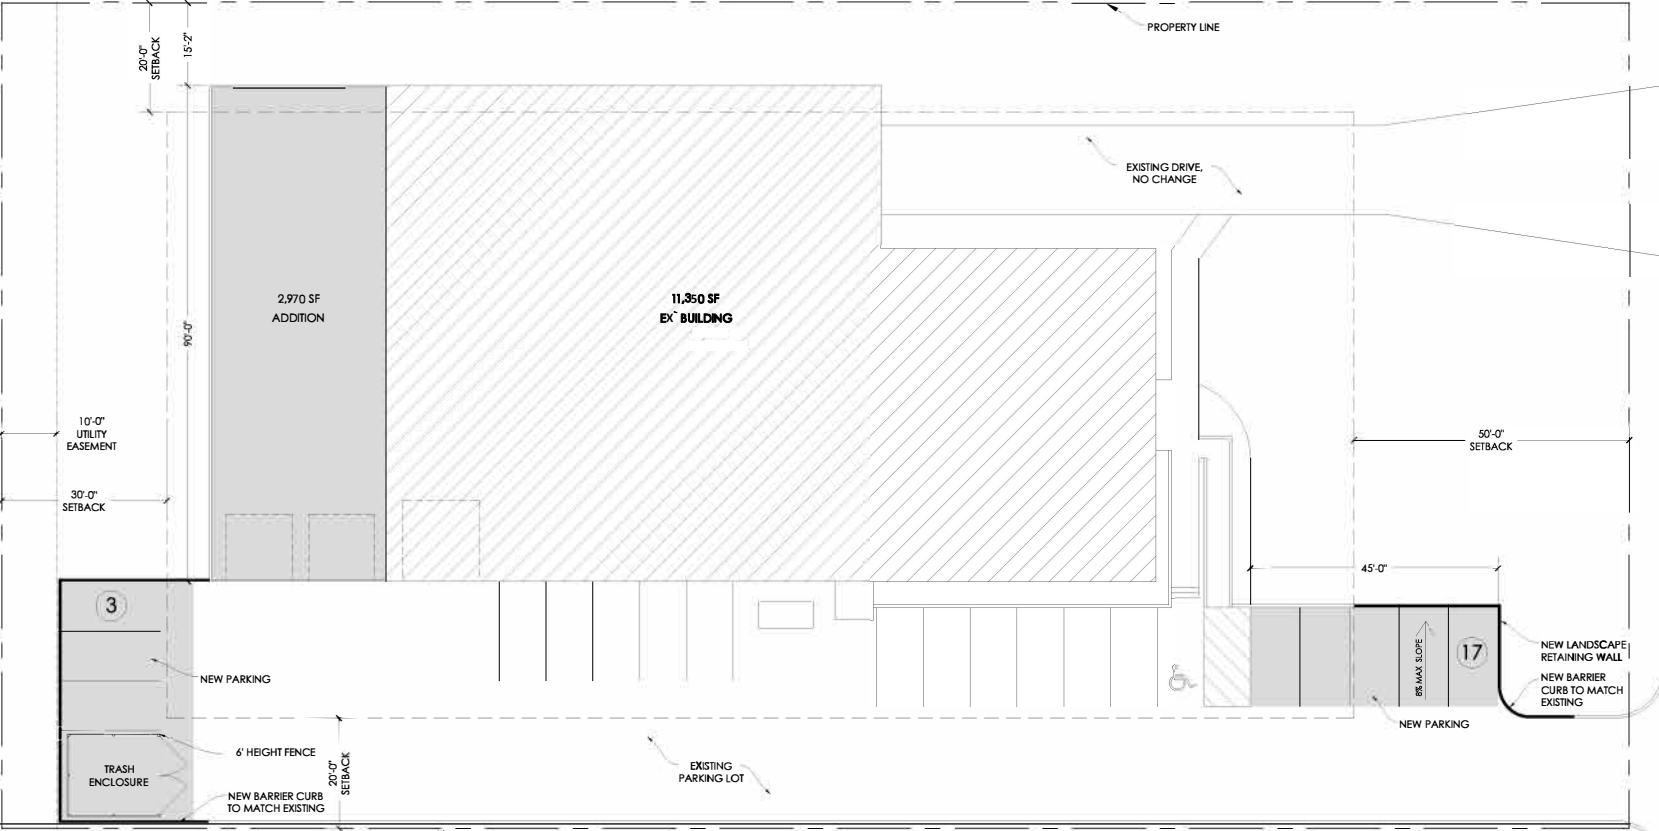 PROPERTY LINE
20'-0"
SETBACK
15'-2"
EXISTING DRIVE,
NO CHANGE
2,970 SF
ADDITION
11,350 SF
EX BUILDING
90'-0"
10'-0"
UTILITY
EASEMENT
50'-0"
SETBACK
30'-0"
SETBACK
45'-0"
3
NEW PARKING
8% MAX SLOPE
17
NEW LANDSCAPE
RETAINING WALL
NEW BARRIER
CURB TO MATCH
EXISTING
NEW PARKING
6' HEIGHT FENCE
20'-0"
SETBACK
TRASH
ENCLOSURE
EXISTING
PARKING LOT
NEW BARRIER CURB
TO MATCH EXISTING